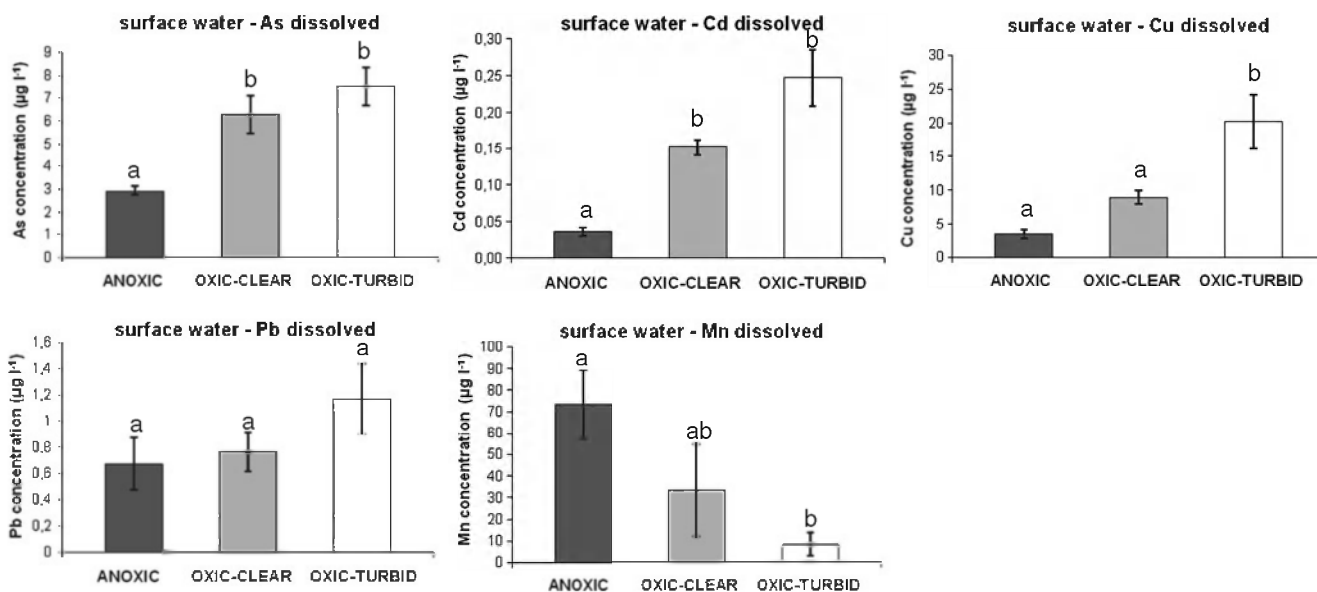 surface water - As dissolved
As concentration (µg l-1)
9
8
7
6
5
4
3
2
1
0
a
b
b
ANOXIC OXIC-CLEAR OXIC-TURBID
surface water - Cd dissolved
Cd concentration (µg l-1)
0,30
0,25
0,20
0,15
0,10
0,05
0,00
a
b
b
ANOXIC OXIC-CLEAR OXIC-TURBID
surface water - Cu dissolved
Cu concentration (µg l-1)
30
25
20
15
10
5
0
a
a
b
ANOXIC OXIC-CLEAR OXIC-TURBID
surface water - Pb dissolved
Pb concentration (µg l-1)
1,6
1,4
1,2
1
0,8
0,6
0,4
0,2
0
a
a
a
ANOXIC OXIC-CLEAR OXIC-TURBID
surface water - Mn dissolved
Mn concentration (µg l-1)
100
90
80
70
60
50
40
30
20
10
0
a
ab
b
ANOXIC OXIC-CLEAR OXIC-TURBID